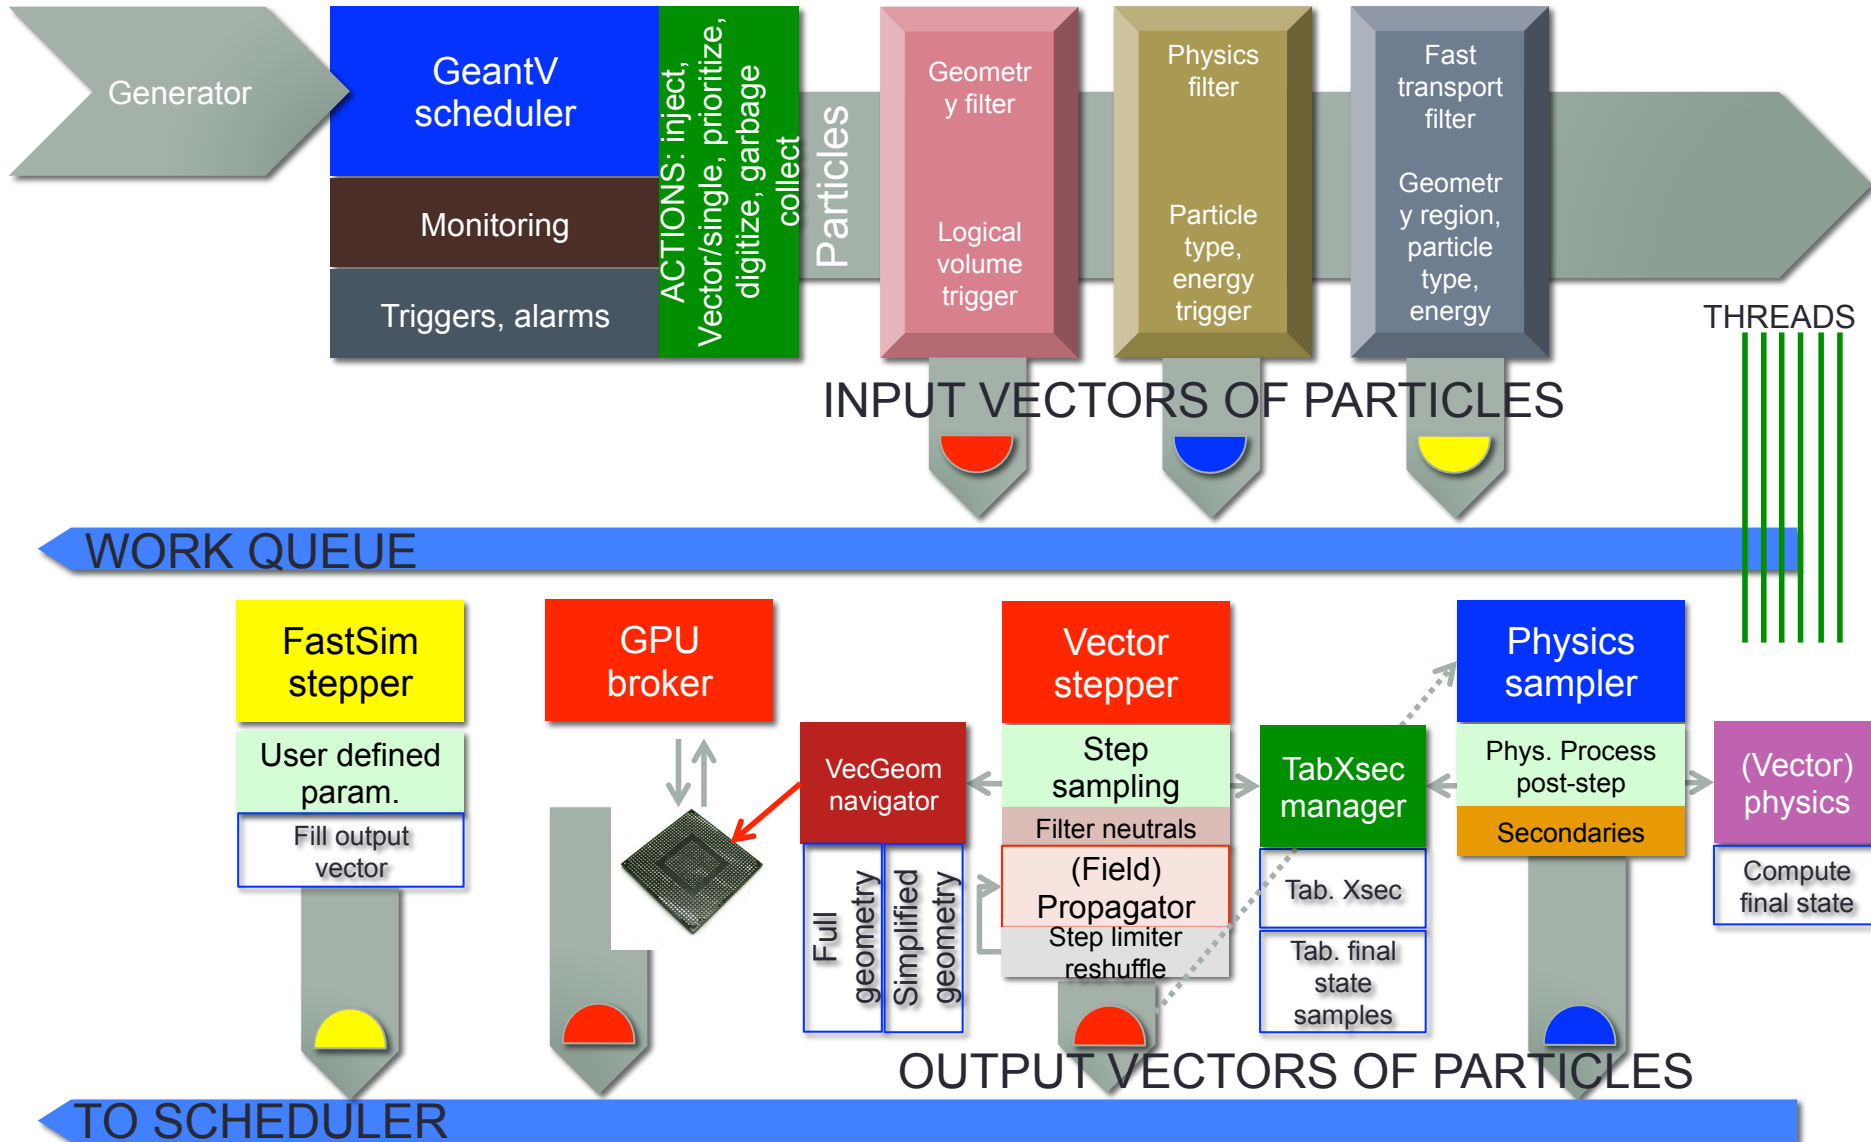 Generator
GeantV
scheduler
Monitoring
Triggers, alarms
ACTIONS: inject,
Vector/single, prioritize,
digitize, garbage
collect
Particles
Geometr
y filter
Logical
volume
trigger
Physics
filter
Particle
type,
energy
trigger
Fast
transport
filter
Geometr
y region,
particle
type,
energy
THREADS
INPUT VECTORS OF PARTICLES
WORK QUEUE
FastSim
stepper
User defined
param.
Fill output
vector
GPU
broker
VecGeom
navigator
Full
geometry
Simplified
geometry
Vector
stepper
Step
sampling
Filter neutrals
(Field)
Propagator
Step limiter
reshuffle
TabXsec
manager
Tab. Xsec
Tab. final
state
samples
Physics
sampler
Phys. Process
post-step
Secondaries
(Vector)
physics
Compute
final state
OUTPUT VECTORS OF PARTICLES
TO SCHEDULER